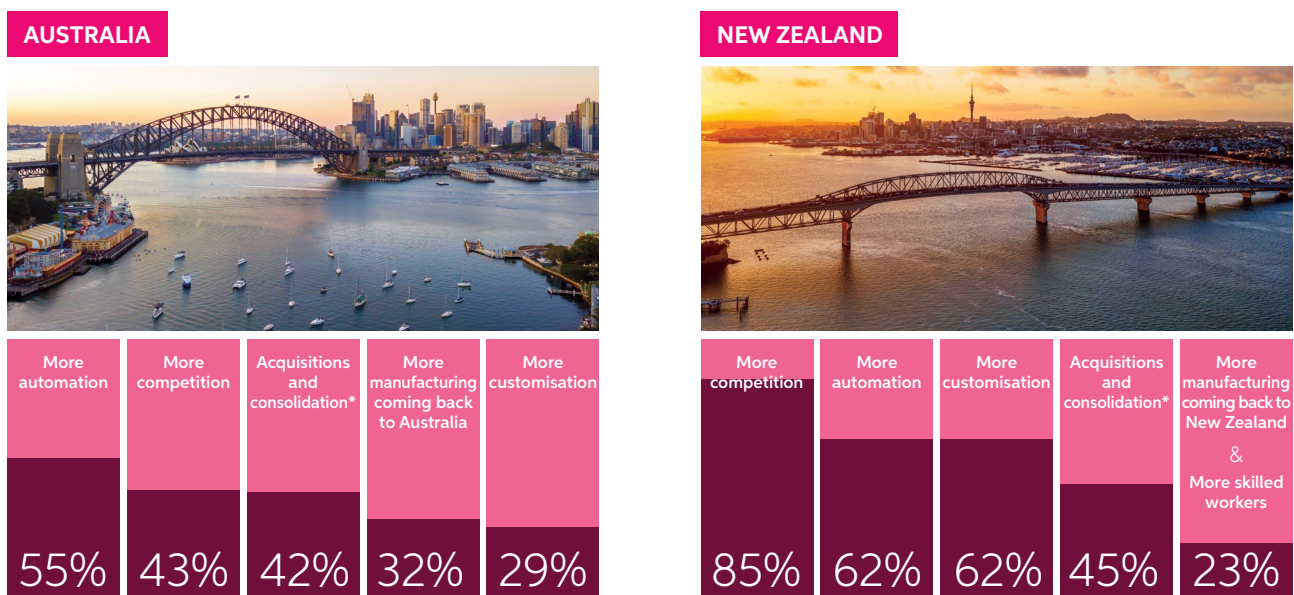 AUSTRALIA
More
automation
55%
More
competition
43%
Acquisitions
and
consolidation*
42%
More
manufacturing
coming back
to Australia
32%
More
customisation
29%
NEW ZEALAND
More
competition
85%
More
automation
62%
More
customisation
62%
Acquisitions
and
consolidation*
45%
More
manufacturing
coming back to
New Zealand
&
More skilled
workers
23%